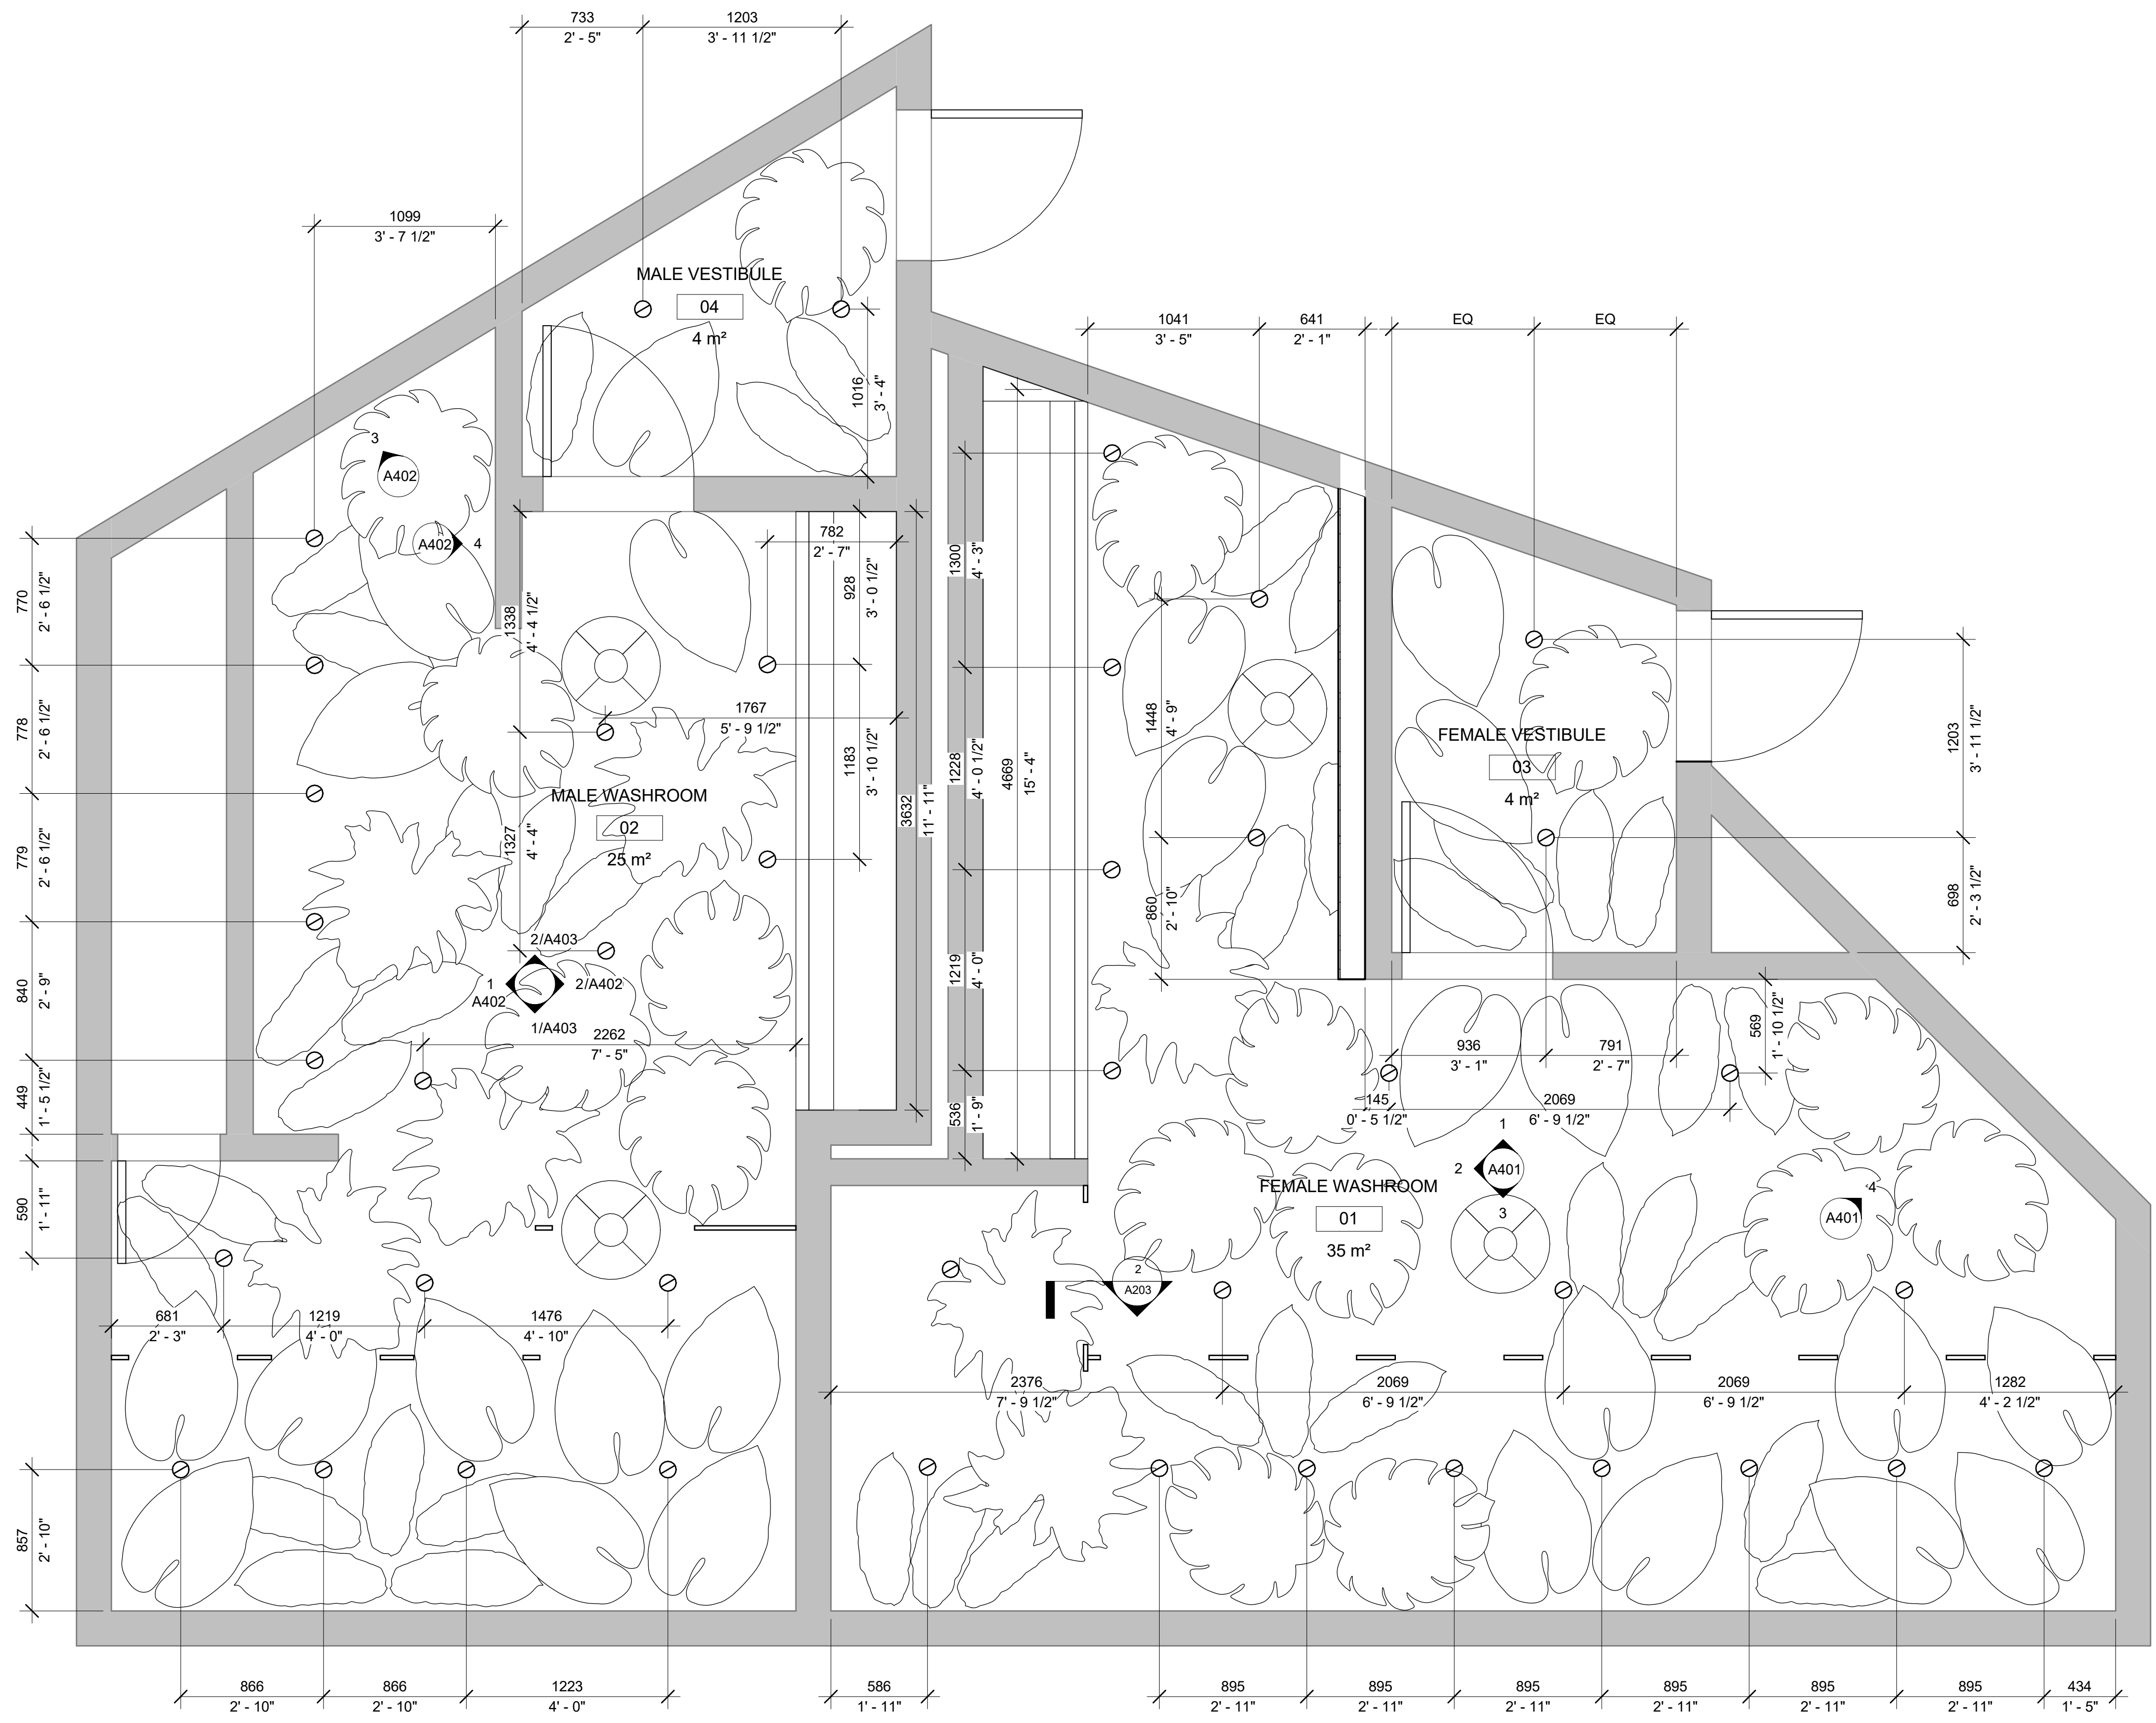 733
2' - 5"
1203
3' - 11 1/2"
1099
3' - 7 1/2"
MALE VESTIBULE
04
4 m²
1016
3' - 4"
1041
3' - 5"
641
2' - 1"
EQ
EQ
3
A402
A402
4
770
2' - 6 1/2"
778
2' - 6 1/2"
779
2' - 6 1/2"
840
2' - 9"
449
1' - 5 1/2"
590
1' - 11"
857
2' - 10"
782
2' - 7"
928
3' - 0 1/2"
1338
4' - 4 1/2"
1767
5' - 9 1/2"
1183
3' - 10 1/2"
MALE WASHROOM
02
25 m²
1327
4' - 4"
3632
11' - 11"
1300
4' - 3"
1228
4' - 0 1/2"
1219
4' - 0"
536
1' - 9"
4669
15' - 4"
1448
4' - 9"
860
2' - 10"
FEMALE VESTIBULE
03
4 m²
1203
3' - 11 1/2"
698
2' - 3 1/2"
2/A403
1
A402
2/A402
1/A403
2262
7' - 5"
569
1' - 10 1/2"
936
3' - 1"
791
2' - 7"
145
0' - 5 1/2"
2069
6' - 9 1/2"
1
2
A401
3
FEMALE WASHROOM
01
35 m²
4
A401
2
A203
681
2' - 3"
1219
4' - 0"
1476
4' - 10"
2376
7' - 9 1/2"
2069
6' - 9 1/2"
2069
6' - 9 1/2"
1282
4' - 2 1/2"
866
2' - 10"
866
2' - 10"
1223
4' - 0"
586
1' - 11"
895
2' - 11"
895
2' - 11"
895
2' - 11"
895
2' - 11"
895
2' - 11"
895
2' - 11"
434
1' - 5"